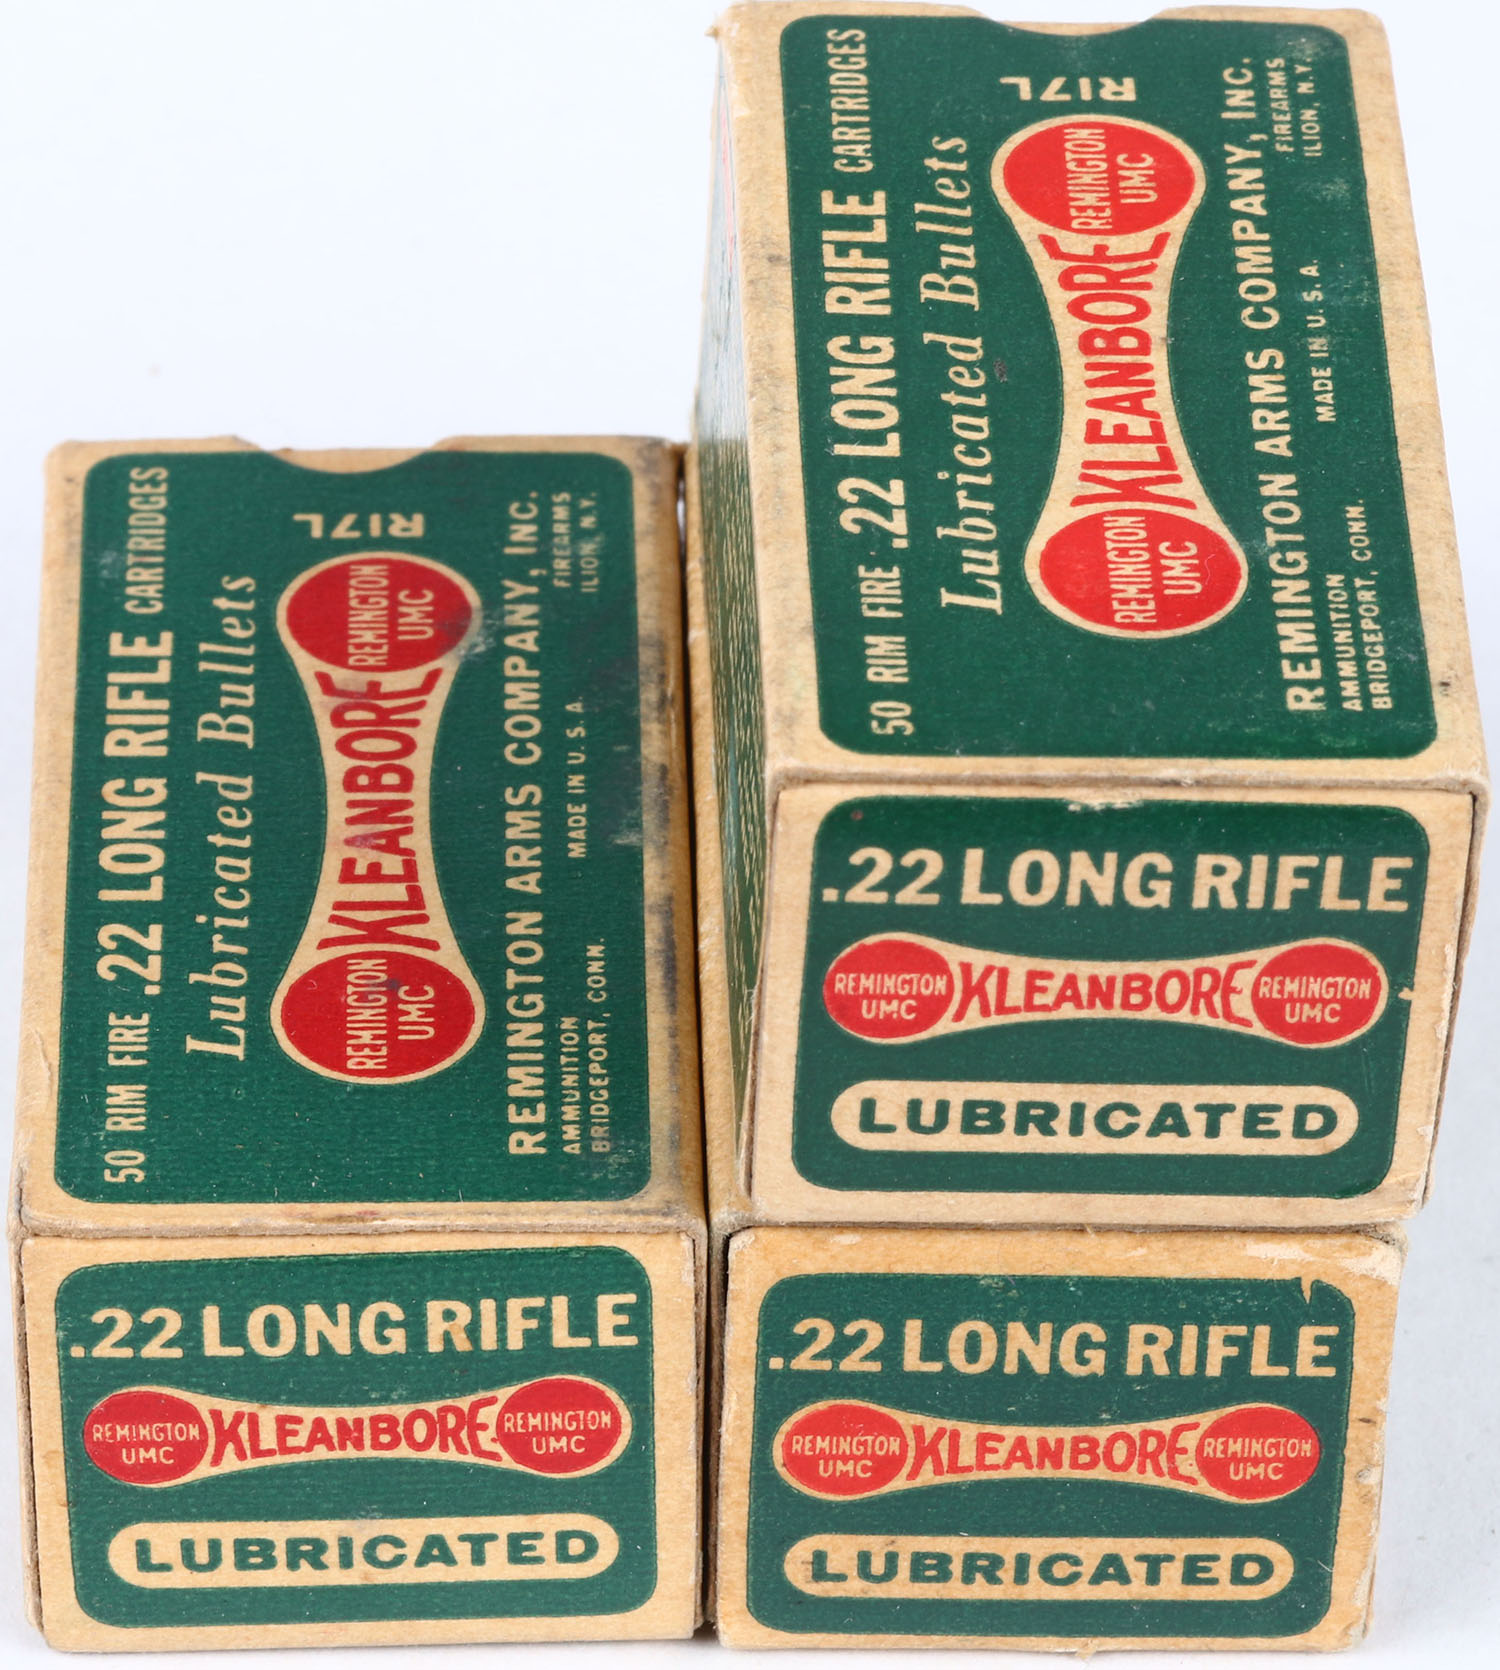 50 RIM FIRE .22 LONG RIFLE CARTRIDGES
Lubricated Bullets
R17L
REMINGTON
UMC
KLEANBORE
REMINGTON
UMC
REMINGTON ARMS COMPANY, INC.
AMMUNITION
BRIDGEPORT, CONN.
MADE IN U.S.A.
FIREARMS
ILION, N.Y.
.22 LONG RIFLE
REMINGTON
UMC
KLEANBORE
REMINGTON
UMC
LUBRICATED
50 RIM FIRE .22 LONG RIFLE CARTRIDGES
Lubricated Bullets
R17L
REMINGTON
UMC
KLEANBORE
REMINGTON
UMC
REMINGTON ARMS COMPANY, INC.
AMMUNITION
BRIDGEPORT, CONN.
MADE IN U.S.A.
FIREARMS
ILION, N.Y.
.22 LONG RIFLE
REMINGTON
UMC
KLEANBORE
REMINGTON
UMC
LUBRICATED
.22 LONG RIFLE
REMINGTON
UMC
KLEANBORE
REMINGTON
UMC
LUBRICATED